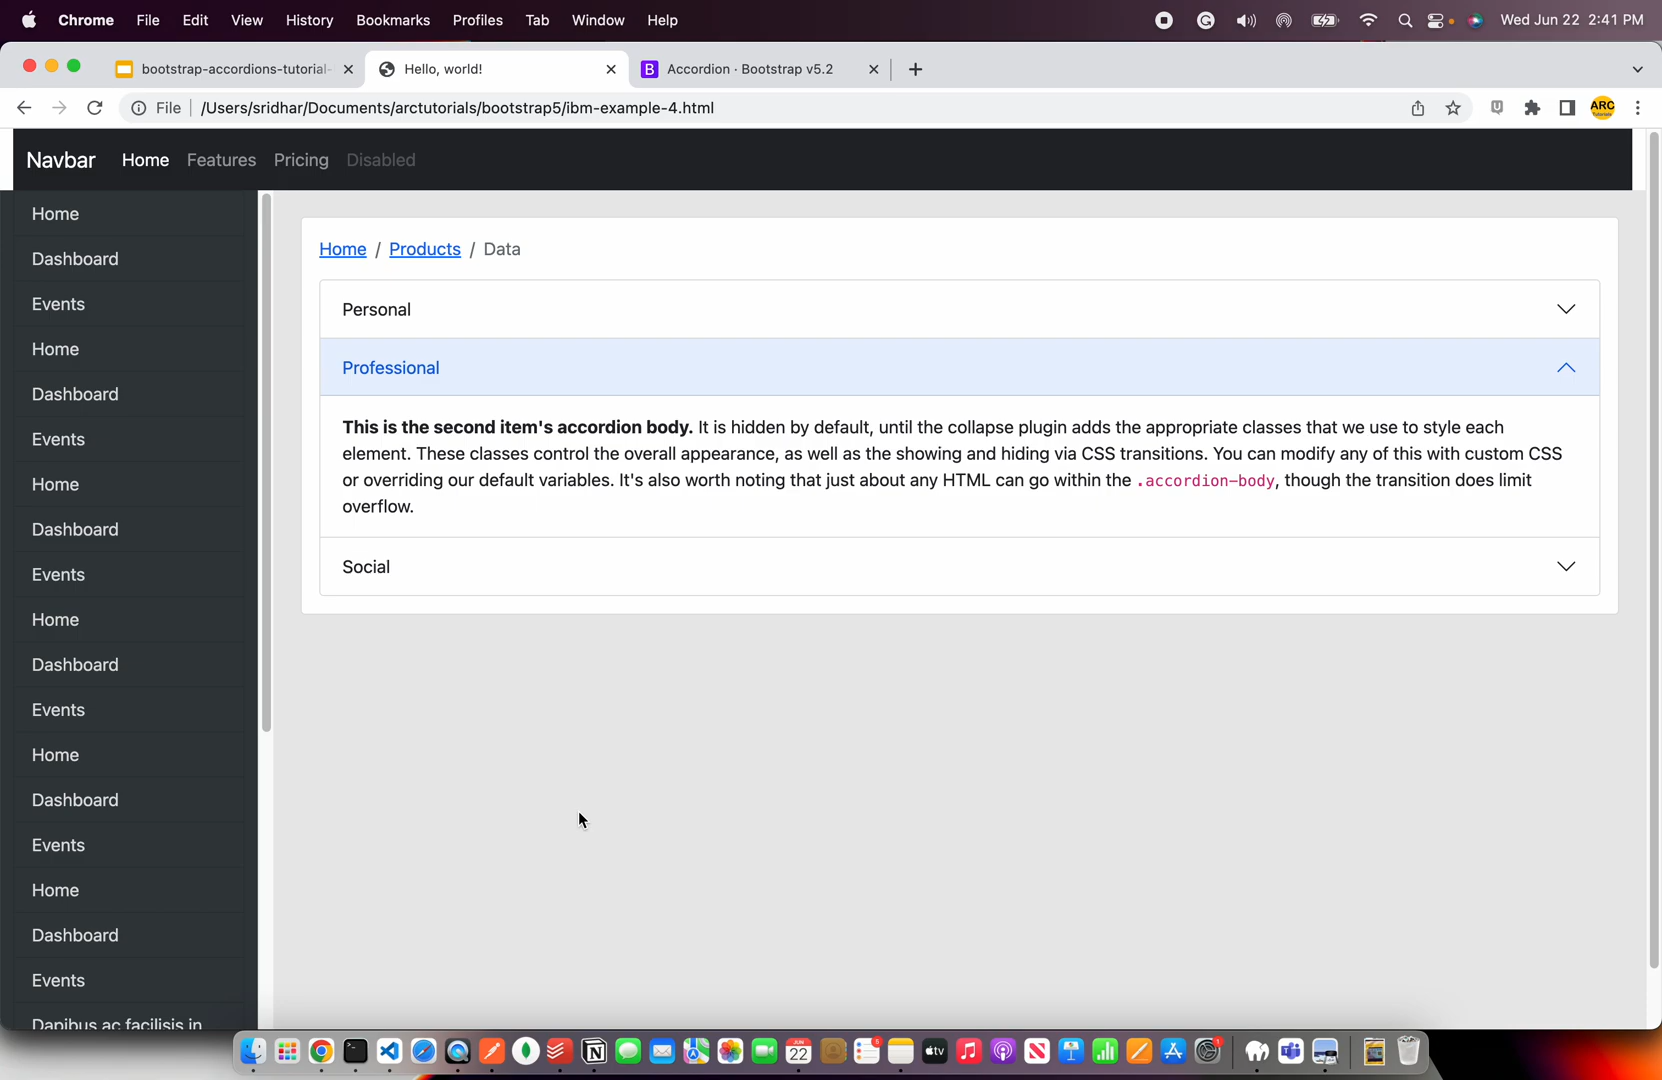 Chrome File Edit View History Bookmarks Profiles Tab Window Help Wed Jun 22 2:41 PM
bootstrap-accordions-tutorial- Hello, world! B Accordion · Bootstrap v5.2
File /Users/sridhar/Documents/arctutorials/bootstrap5/ibm-example-4.html ARC
Navbar Home Features Pricing Disabled
Home
Dashboard
Events
Home
Dashboard
Events
Home
Dashboard
Events
Home
Dashboard
Events
Home
Dashboard
Events
Home
Dashboard
Events
Dapibus ac facilisis in
Home / Products / Data
Personal
Professional
This is the second item's accordion body. It is hidden by default, until the collapse plugin adds the appropriate classes that we use to style each
element. These classes control the overall appearance, as well as the showing and hiding via CSS transitions. You can modify any of this with custom CSS
or overriding our default variables. It's also worth noting that just about any HTML can go within the .accordion-body, though the transition does limit
overflow.
Social
JUN
22
5
tv
1